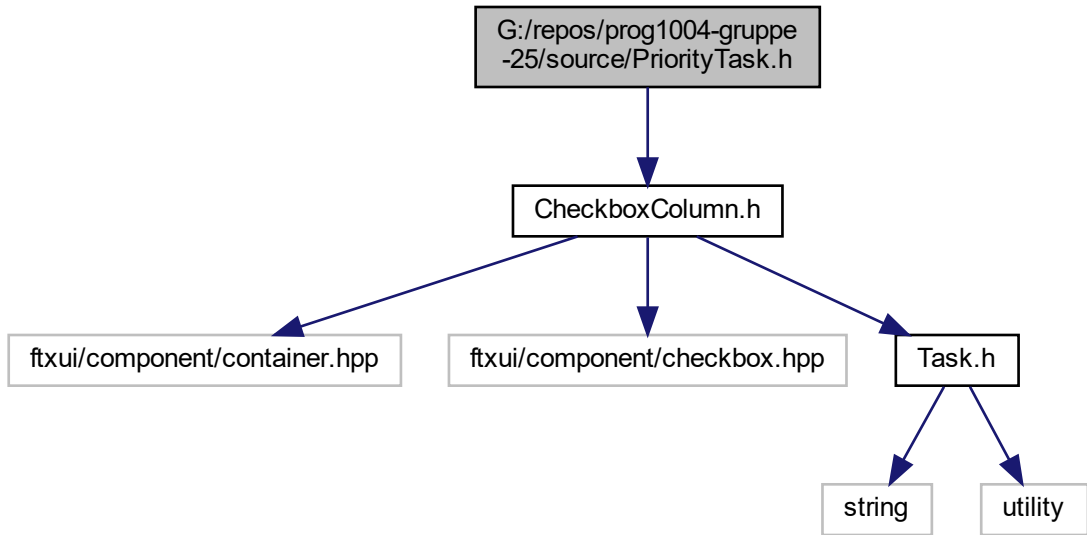 G:/repos/prog1004-gruppe
-25/source/PriorityTask.h
CheckboxColumn.h
ftxui/component/container.hpp
ftxui/component/checkbox.hpp
Task.h
string
utility